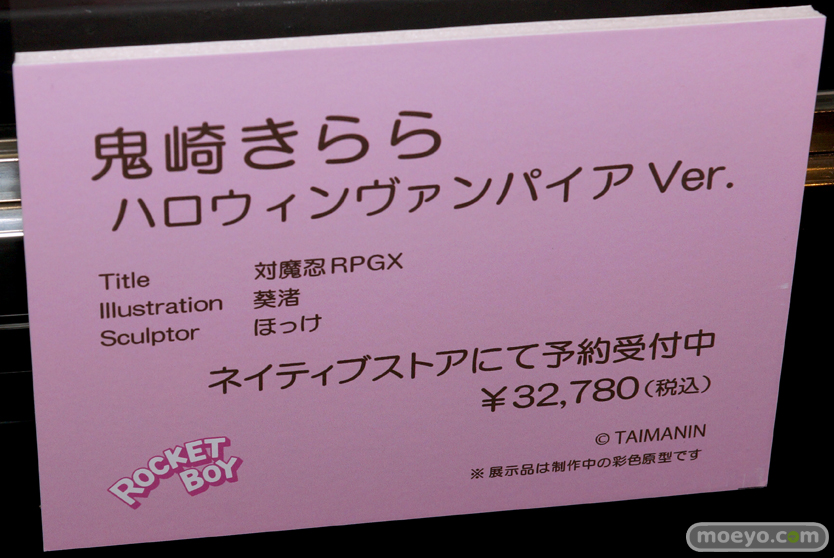 鬼崎きらら
ハロウィンヴァンパイア Ver.
Title 対魔忍RPGX
Illustration 葵渚
Sculptor ほっけ
ネイティブストアにて予約受付中
¥32,780(税込)
© TAIMANIN
※展示品は制作中の彩色原型です
ROCKET
BOY
moeyo.com